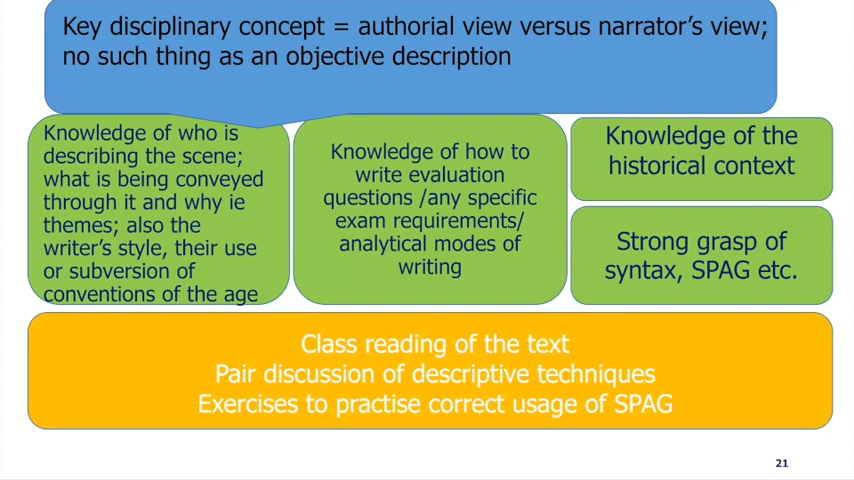 Key disciplinary concept = authorial view versus narrator's view;
no such thing as an objective description
Knowledge of who is
describing the scene;
what is being conveyed
through it and why ie
themes; also the
writer's style, their use
or subversion of
conventions of the age
Knowledge of how to
write evaluation
questions /any specific
exam requirements/
analytical modes of
writing
Knowledge of the
historical context
Strong grasp of
syntax, SPAG etc.
Class reading of the text
Pair discussion of descriptive techniques
Exercises to practise correct usage of SPAG
21